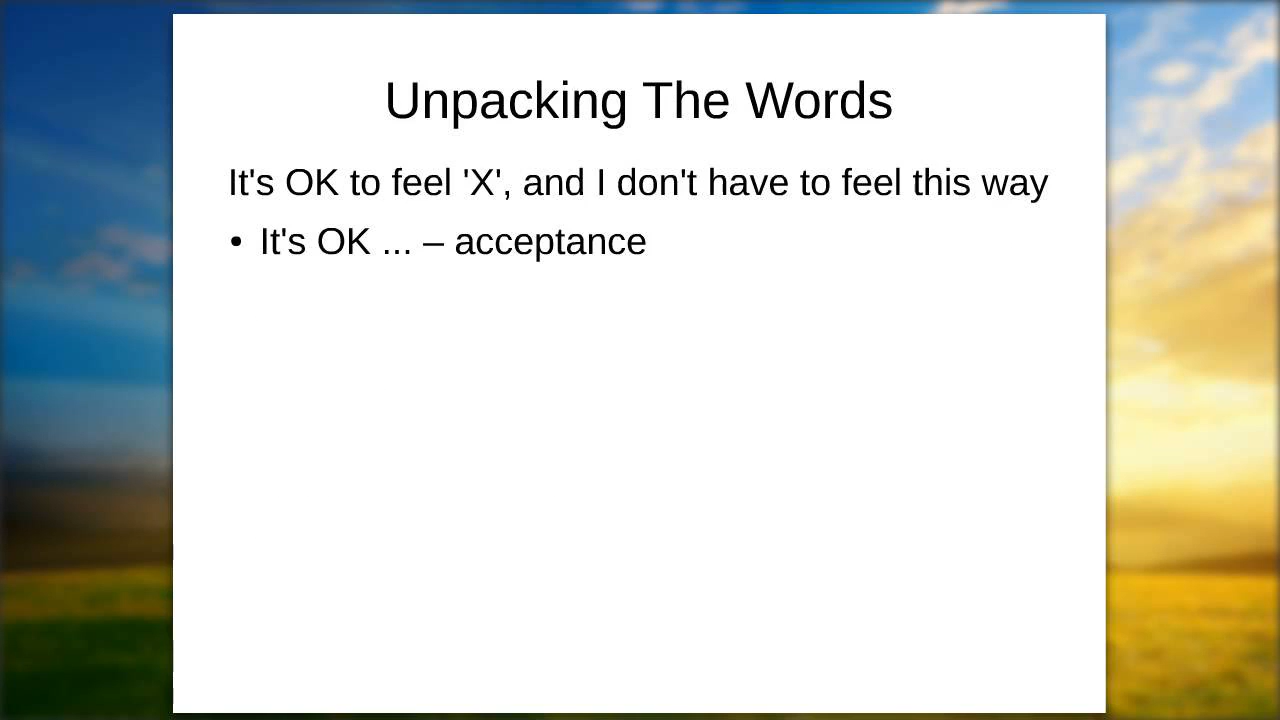 Unpacking The Words
It's OK to feel 'X', and I don't have to feel this way
• It's OK ... – acceptance